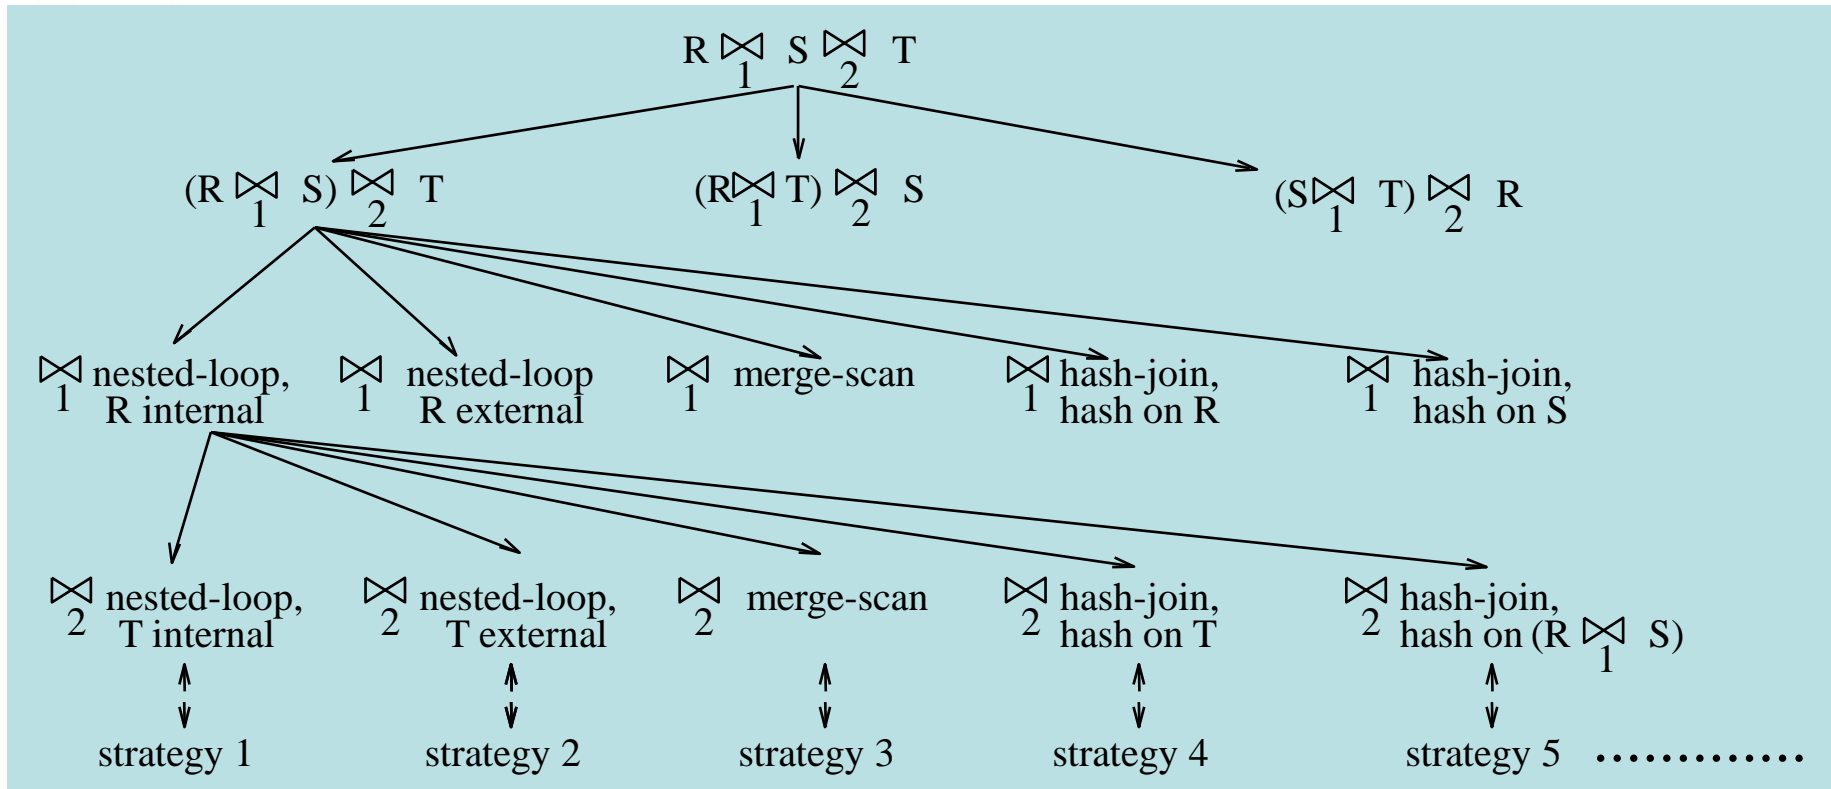 R ⋈1 S ⋈2 T
(R ⋈1 S) ⋈2 T
(R ⋈1 T) ⋈2 S
(S ⋈1 T) ⋈2 R
⋈1 nested-loop,
R internal
⋈1 nested-loop
R external
⋈1 merge-scan
⋈1 hash-join,
hash on R
⋈1 hash-join,
hash on S
⋈2 nested-loop,
T internal
⋈2 nested-loop,
T external
⋈2 merge-scan
⋈2 hash-join,
hash on T
⋈2 hash-join,
hash on (R ⋈1 S)
strategy 1
strategy 2
strategy 3
strategy 4
strategy 5 .............